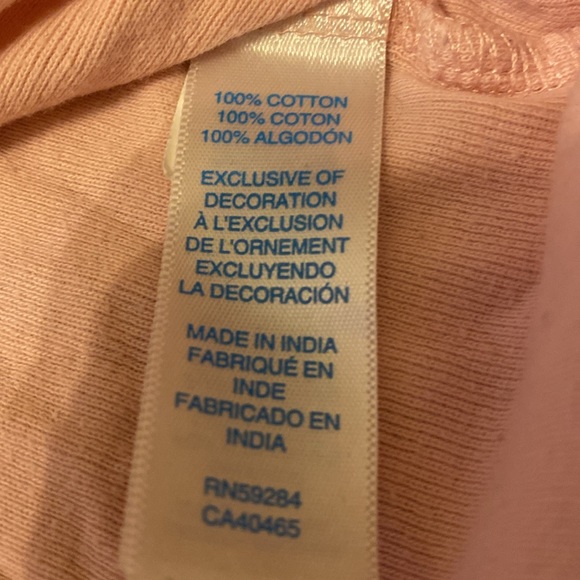 100% COTTON
100% COTON
100% ALGODÓN
EXCLUSIVE OF
DECORATION
À L'EXCLUSION
DE L'ORNEMENT
EXCLUYENDO
LA DECORACIÓN
MADE IN INDIA
FABRIQUÉ EN
INDE
FABRICADO EN
INDIA
RN59284
CA40465